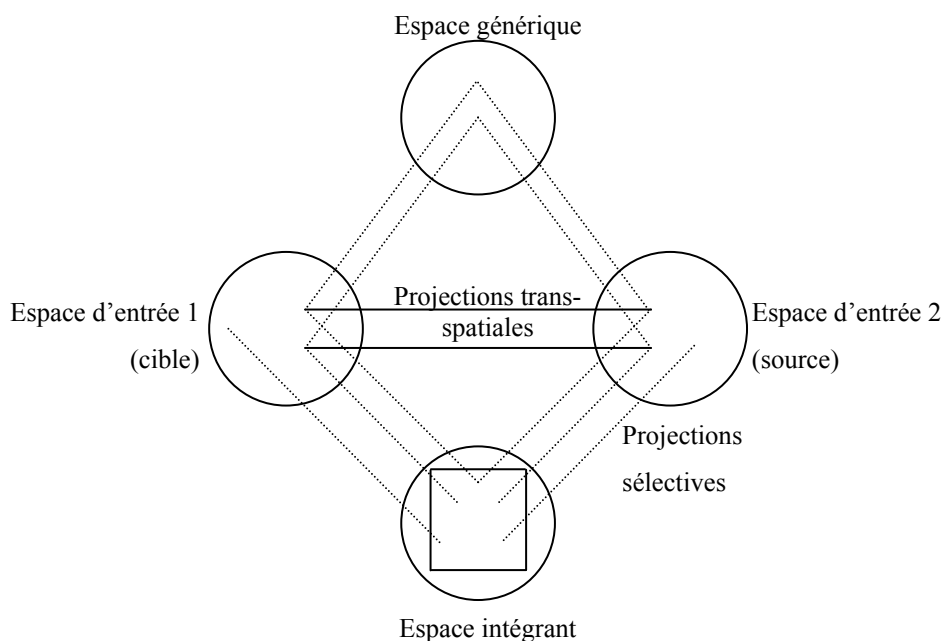 Espace générique
Projections trans-
spatiales
Espace d’entrée 1
(cible)
Espace d’entrée 2
(source)
Projections
sélectives
Espace intégrant